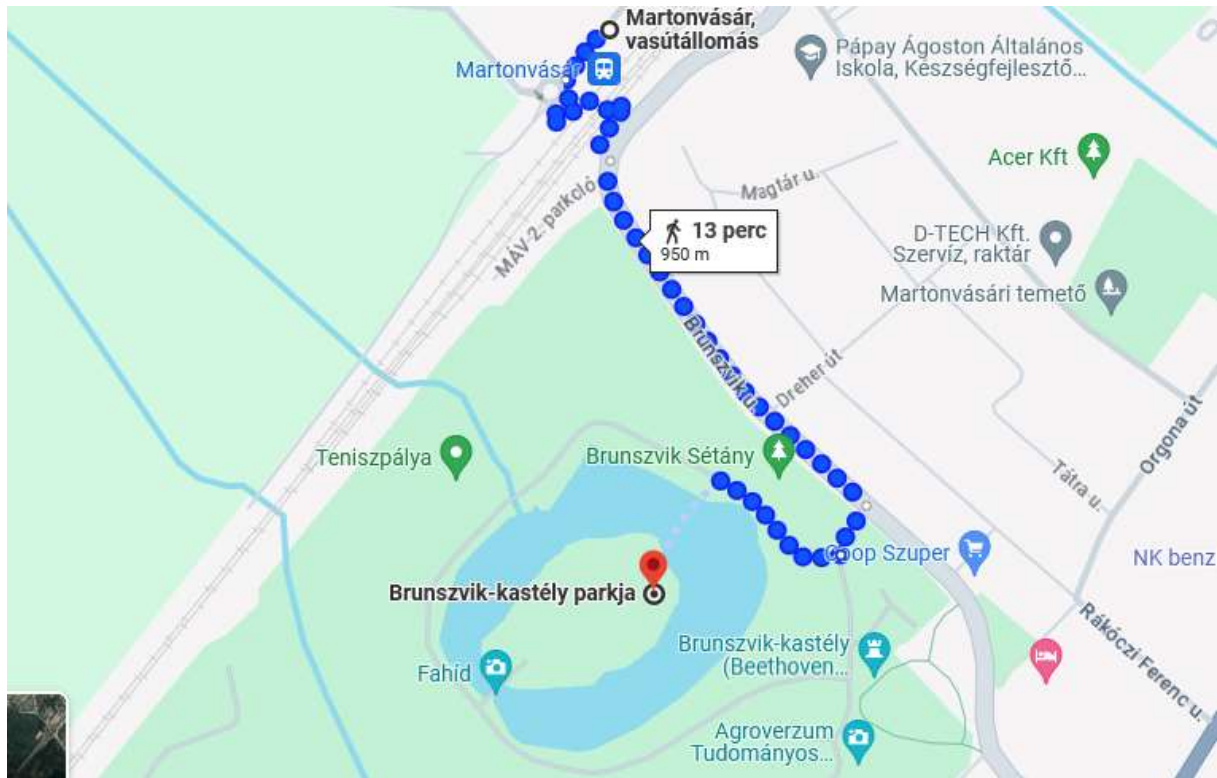 Martonvásár,
vasútállomás
Martonvásár
Pápay Ágoston Általános
Iskola, Készségfejlesztő...
Acer Kft
Magtár u.
MÁV 2. parkoló
13 perc
950 m
D-TECH Kft.
Szervíz, raktár
Martonvásári temető
Brunszvik u.
Dreher út
Orgona út
Teniszpálya
Brunszvik Sétány
Tátra u.
Coop Szuper
NK benz
Brunszvik-kastély parkja
Rákóczi Ferenc u.
Brunszvik-kastély
(Beethoven...
Fahíd
Agroverzum
Tudományos...